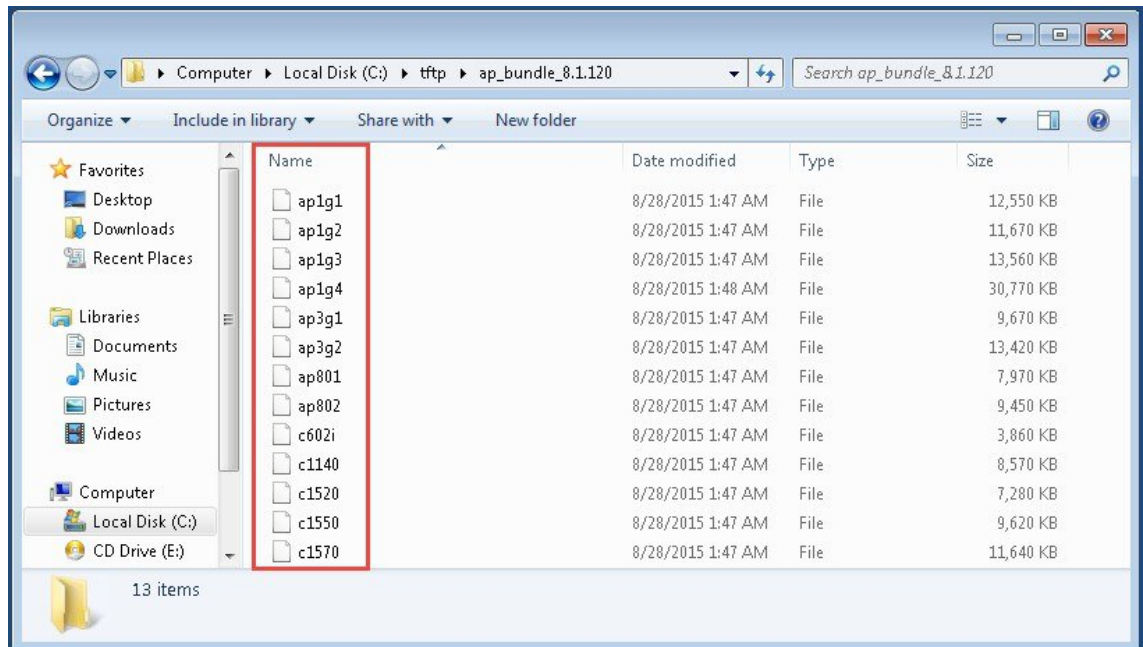 Computer Local Disk (C:) tftp ap_bundle_8.1.120 Search ap_bundle_8.1.120
Organize Include in library Share with New folder
Favorites
Desktop
Downloads
Recent Places
Libraries
Documents
Music
Pictures
Videos
Computer
Local Disk (C:)
CD Drive (E:)
Name Date modified Type Size
ap1g1 8/28/2015 1:47 AM File 12,550 KB
ap1g2 8/28/2015 1:47 AM File 11,670 KB
ap1g3 8/28/2015 1:47 AM File 13,560 KB
ap1g4 8/28/2015 1:48 AM File 30,770 KB
ap3g1 8/28/2015 1:47 AM File 9,670 KB
ap3g2 8/28/2015 1:47 AM File 13,420 KB
ap801 8/28/2015 1:47 AM File 7,970 KB
ap802 8/28/2015 1:47 AM File 9,450 KB
c602i 8/28/2015 1:47 AM File 3,860 KB
c1140 8/28/2015 1:47 AM File 8,570 KB
c1520 8/28/2015 1:47 AM File 7,280 KB
c1550 8/28/2015 1:47 AM File 9,620 KB
c1570 8/28/2015 1:47 AM File 11,640 KB
13 items